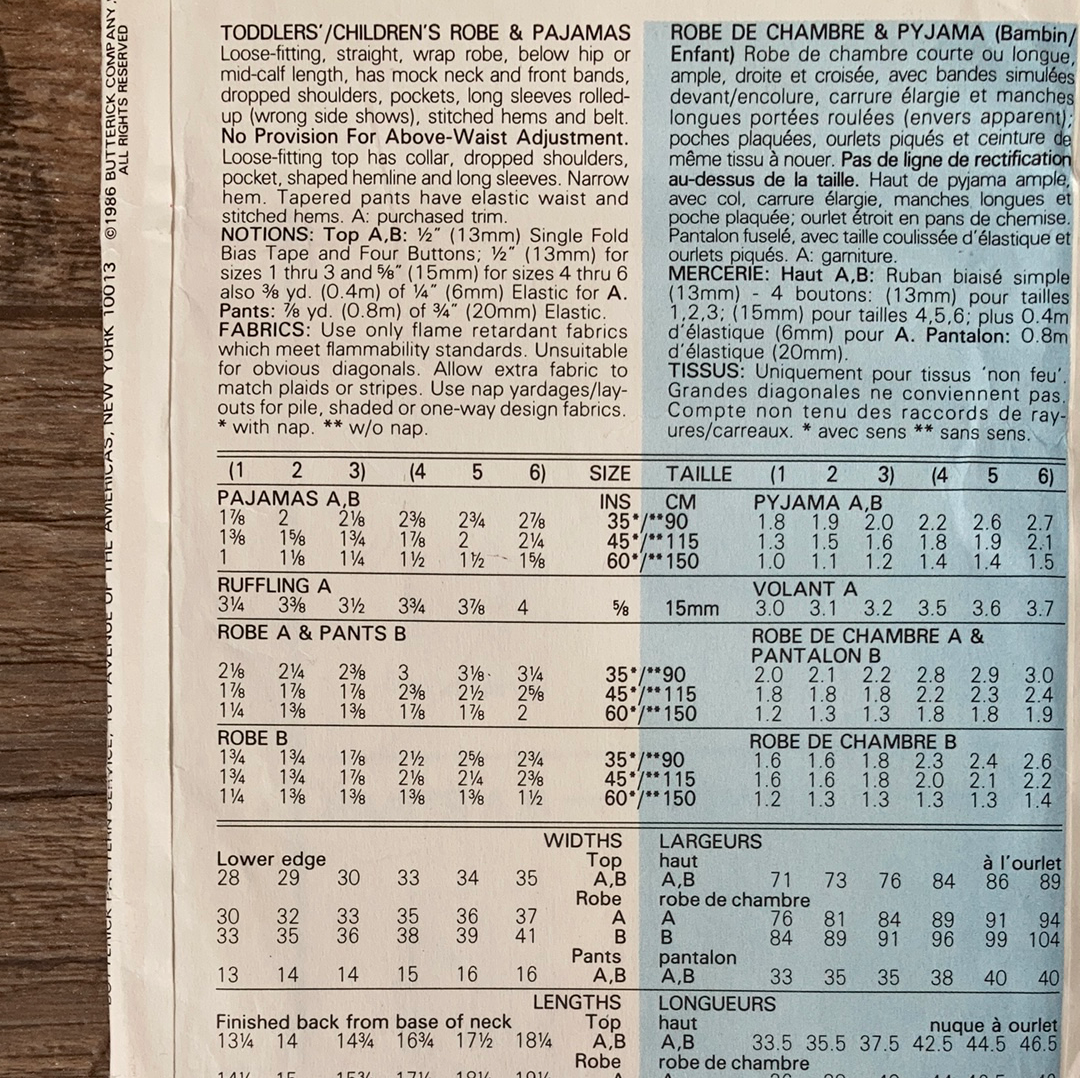 ©1986 BUTTERICK COMPANY
ALL RIGHTS RESERVED
AVENUE OF THE AMERICAS, NEW YORK 10013
TODDLERS'/CHILDREN'S ROBE & PAJAMAS
Loose-fitting, straight, wrap robe, below hip or
mid-calf length, has mock neck and front bands,
dropped shoulders, pockets, long sleeves rolled-
up (wrong side shows), stitched hems and belt.
No Provision For Above-Waist Adjustment.
Loose-fitting top has collar, dropped shoulders,
pocket, shaped hemline and long sleeves. Narrow
hem. Tapered pants have elastic waist and
stitched hems. A: purchased trim.
NOTIONS: Top A,B: ½" (13mm) Single Fold
Bias Tape and Four Buttons; ½" (13mm) for
sizes 1 thru 3 and ⅝" (15mm) for sizes 4 thru 6
also ⅜ yd. (0.4m) of ¼" (6mm) Elastic for A.
Pants: ⅞ yd. (0.8m) of ¾" (20mm) Elastic.
FABRICS: Use only flame retardant fabrics
which meet flammability standards. Unsuitable
for obvious diagonals. Allow extra fabric to
match plaids or stripes. Use nap yardages/lay-
outs for pile, shaded or one-way design fabrics.
* with nap. ** w/o nap.
ROBE DE CHAMBRE & PYJAMA (Bambin/
Enfant) Robe de chambre courte ou longue,
ample, droite et croisée, avec bandes simulées
devant/encolure, carrure élargie et manches
longues portées roulées (envers apparent);
poches plaquées, ourlets piqués et ceinture de
même tissu à nouer. Pas de ligne de rectification
au-dessus de la taille. Haut de pyjama ample,
avec col, carrure élargie, manches longues et
poche plaquée; ourlet étroit en pans de chemise.
Pantalon fuselé, avec taille coulissée d'élastique et
ourlets piqués. A: garniture.
MERCERIE: Haut A,B: Ruban biaisé simple
(13mm) - 4 boutons: (13mm) pour tailles
1,2,3; (15mm) pour tailles 4,5,6; plus 0.4m
d'élastique (6mm) pour A. Pantalon: 0.8m
d'élastique (20mm).
TISSUS: Uniquement pour tissus 'non feu'.
Grandes diagonales ne conviennent pas.
Compte non tenu des raccords de ray-
ures/carreaux. * avec sens ** sans sens.
(1 2 3) (4 5 6) SIZE TAILLE (1 2 3) (4 5 6)
PAJAMAS A,B INS CM PYJAMA A,B
1⅞ 2 2⅛ 2⅜ 2¾ 2⅞ 35*/**90 1.8 1.9 2.0 2.2 2.6 2.7
1⅜ 1⅝ 1¾ 1⅞ 2 2¼ 45*/**115 1.3 1.5 1.6 1.8 1.9 2.1
1 1⅛ 1¼ 1½ 1½ 1⅝ 60*/**150 1.0 1.1 1.2 1.4 1.4 1.5
RUFFLING A VOLANT A
3¼ 3⅜ 3½ 3¾ 3⅞ 4 ⅝ 15mm 3.0 3.1 3.2 3.5 3.6 3.7
ROBE A & PANTS B ROBE DE CHAMBRE A &
PANTALON B
2⅛ 2¼ 2⅜ 3 3⅛ 3¼ 35*/**90 2.0 2.1 2.2 2.8 2.9 3.0
1⅞ 1⅞ 1⅞ 2⅜ 2½ 2⅝ 45*/**115 1.8 1.8 1.8 2.2 2.3 2.4
1¼ 1⅜ 1⅜ 1⅞ 1⅞ 2 60*/**150 1.2 1.3 1.3 1.8 1.8 1.9
ROBE B ROBE DE CHAMBRE B
1¾ 1¾ 1⅞ 2½ 2⅝ 2¾ 35*/**90 1.6 1.6 1.8 2.3 2.4 2.6
1¾ 1¾ 1⅞ 2⅛ 2¼ 2⅜ 45*/**115 1.6 1.6 1.8 2.0 2.1 2.2
1¼ 1⅜ 1⅜ 1⅜ 1⅜ 1½ 60*/**150 1.2 1.3 1.3 1.3 1.3 1.4
WIDTHS LARGEURS
Lower edge Top haut à l'ourlet
28 29 30 33 34 35 A,B A,B 71 73 76 84 86 89
Robe robe de chambre
30 32 33 35 36 37 A A 76 81 84 89 91 94
33 35 36 38 39 41 B B 84 89 91 96 99 104
Pants pantalon
13 14 14 15 16 16 A,B A,B 33 35 35 38 40 40
LENGTHS LONGUEURS
Finished back from base of neck Top haut nuque à ourlet
13¼ 14 14¾ 16¾ 17½ 18¼ A,B A,B 33.5 35.5 37.5 42.5 44.5 46.5
Robe robe de chambre